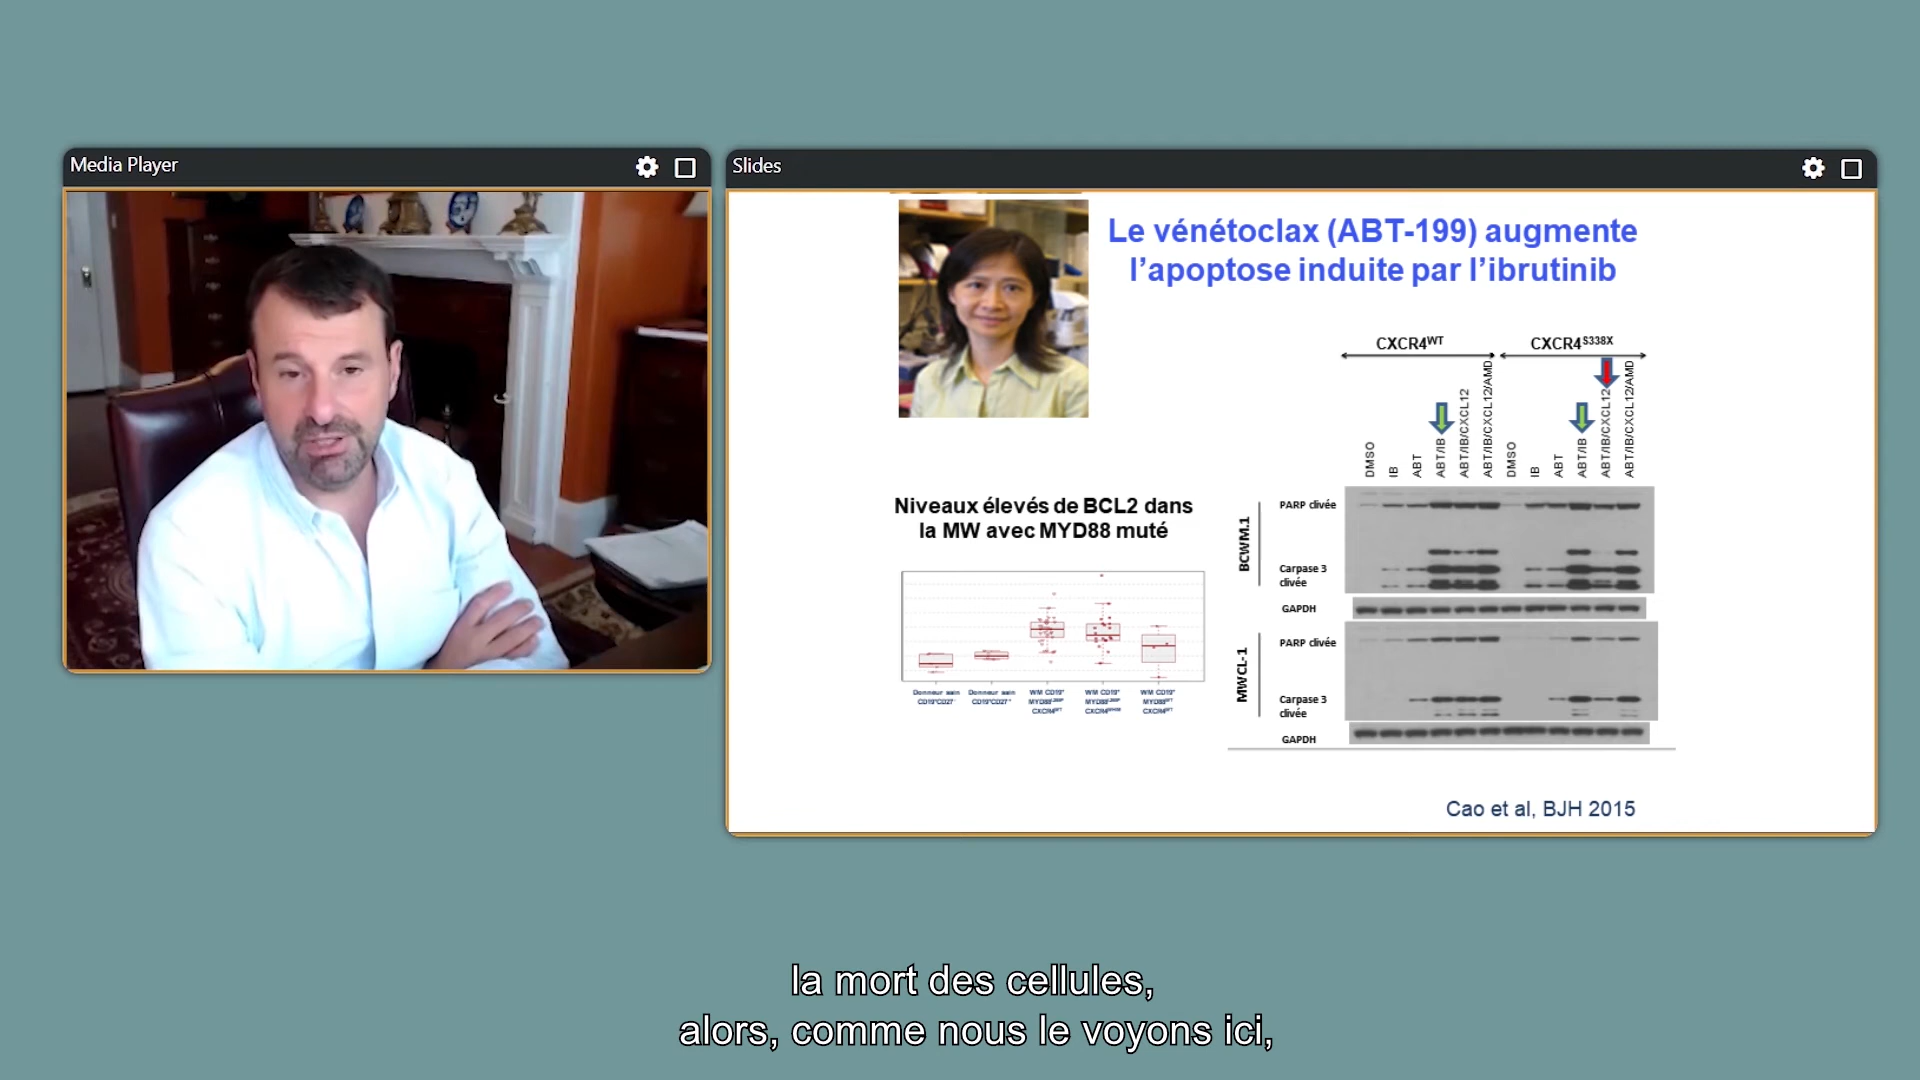 Media Player
Slides
Le vénétoclax (ABT-199) augmente
l’apoptose induite par l’ibrutinib
CXCR4WT
CXCR4S338X
DMSO
IB
ABT
ABT/IB
ABT/IB/CXCL12
ABT/IB/CXCL12/AMD
DMSO
IB
ABT
ABT/IB
ABT/IB/CXCL12
ABT/IB/CXCL12/AMD
Niveaux élevés de BCL2 dans
la MW avec MYD88 muté
BCWM.1
PARP clivée
Carpase 3
clivée
GAPDH
MWCL-1
PARP clivée
Carpase 3
clivée
GAPDH
Donneur sain
CD19+CD27-
Donneur sain
CD19+CD27+
WM CD19+
MYD88L265P
CXCR4WT
WM CD19+
MYD88L265P
CXCR4WHIM
WM CD19+
MYD88WT
CXCR4WT
Cao et al, BJH 2015
la mort des cellules,
alors, comme nous le voyons ici,